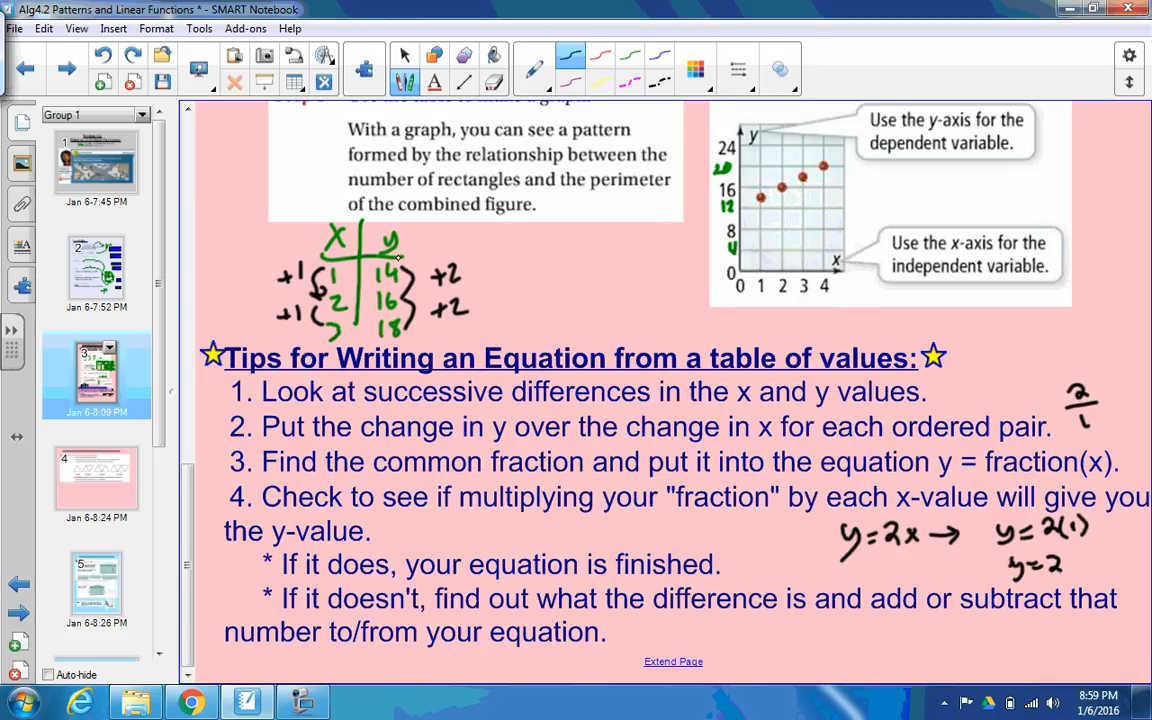 Alg4.2 Patterns and Linear Functions * - SMART Notebook
File Edit View Insert Format Tools Add-ons Help
Group 1
1
Jan 6-7:45 PM
2
Jan 6-7:52 PM
Jan 6-8:09 PM
4
Jan 6-8:24 PM
5
Jan 6-8:26 PM
Auto-hide
With a graph, you can see a pattern
formed by the relationship between the
number of rectangles and the perimeter
of the combined figure.
24 y
20
16
12
8
4
0 x
0 1 2 3 4
Use the y-axis for the
dependent variable.
Use the x-axis for the
independent variable.
x y
+1 1 14 +2
2 16
+1 3 18 +2
Tips for Writing an Equation from a table of values:
1. Look at successive differences in the x and y values.
2. Put the change in y over the change in x for each ordered pair.
2
1
3. Find the common fraction and put it into the equation y = fraction(x).
4. Check to see if multiplying your "fraction" by each x-value will give you
the y-value.
y=2x → y=2(1)
y=2
* If it does, your equation is finished.
* If it doesn't, find out what the difference is and add or subtract that
number to/from your equation.
Extend Page
8:59 PM
1/6/2016